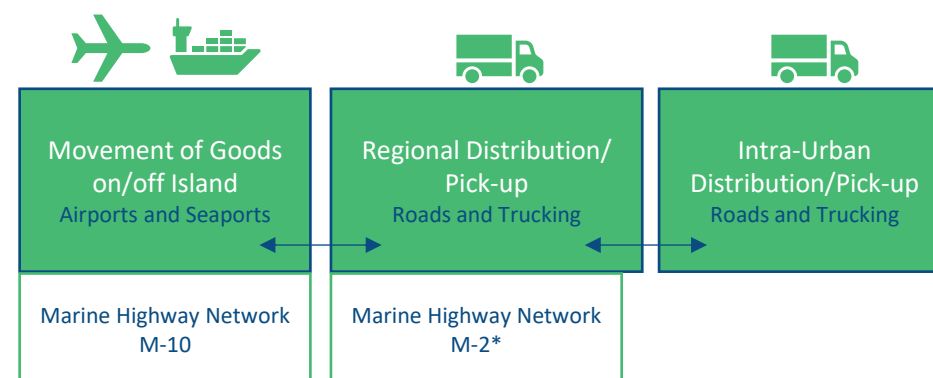 Movement of Goods
on/off Island
Airports and Seaports
Regional Distribution/
Pick-up
Roads and Trucking
Intra-Urban
Distribution/Pick-up
Roads and Trucking
Marine Highway Network
M-10
Marine Highway Network
M-2*